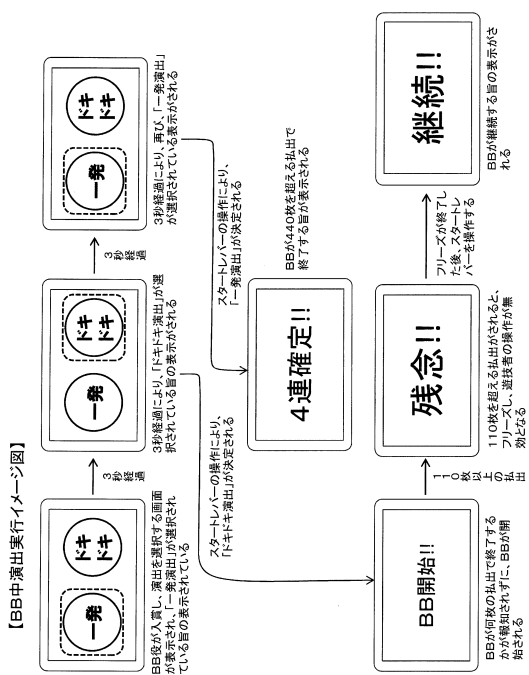 【BB中演出実行イメージ図】
一発
ドキ
ドキ
BB役が入賞し、演出を選択する画面
が表示され、「一発演出」が選択され
ている旨の表示されている
3秒
経過
一発
ドキ
ドキ
3秒経過により、「ドキドキ演出」が選
択されている旨の表示がされる
3秒
経過
一発
ドキ
ドキ
3秒経過により、再び、「一発演出」
が選択されている表示がされる
スタートレバーの操作により、
「ドキドキ演出」が決定される
スタートレバーの操作により、
「一発演出」が決定される
4連確定!!
BBが440枚を超える払出で
終了する旨が表示される
BB開始!!
BBが何枚の払出で終了する
かが報知されずに、BBが開
始される
110枚以上の払出
残念!!
110枚を超える払出がされると、
フリーズし、遊技者の操作が無
効となる
フリーズが終了し
た後、スタートレ
バーを操作する
継続!!
BBが継続する旨の表示がさ
れる